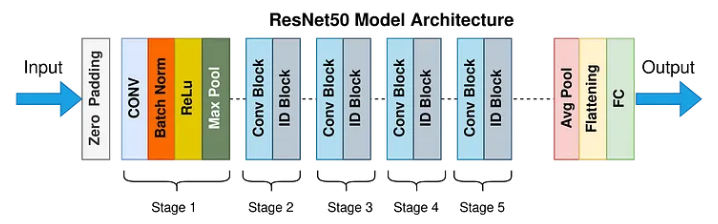 ResNet50 Model Architecture
Input
Zero Padding
CONV
Batch Norm
ReLu
Max Pool
Conv Block
ID Block
Conv Block
ID Block
Conv Block
ID Block
Conv Block
ID Block
Avg Pool
Flattening
FC
Output
Stage 1
Stage 2
Stage 3
Stage 4
Stage 5